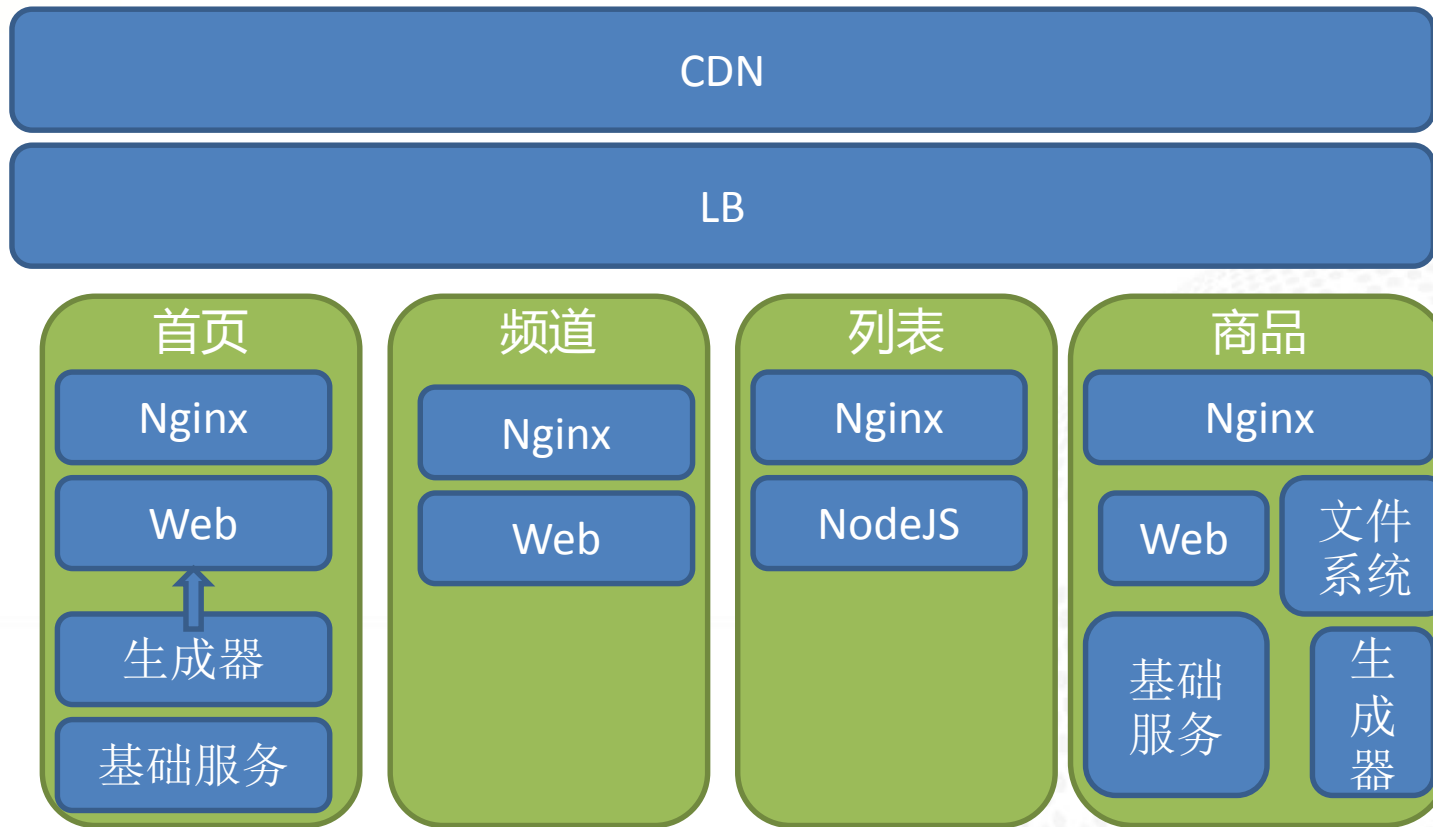 CDN
LB
首页
Nginx
Web
生成器
基础服务
频道
Nginx
Web
列表
Nginx
NodeJS
商品
Nginx
Web
文件
系统
基础
服务
生
成
器